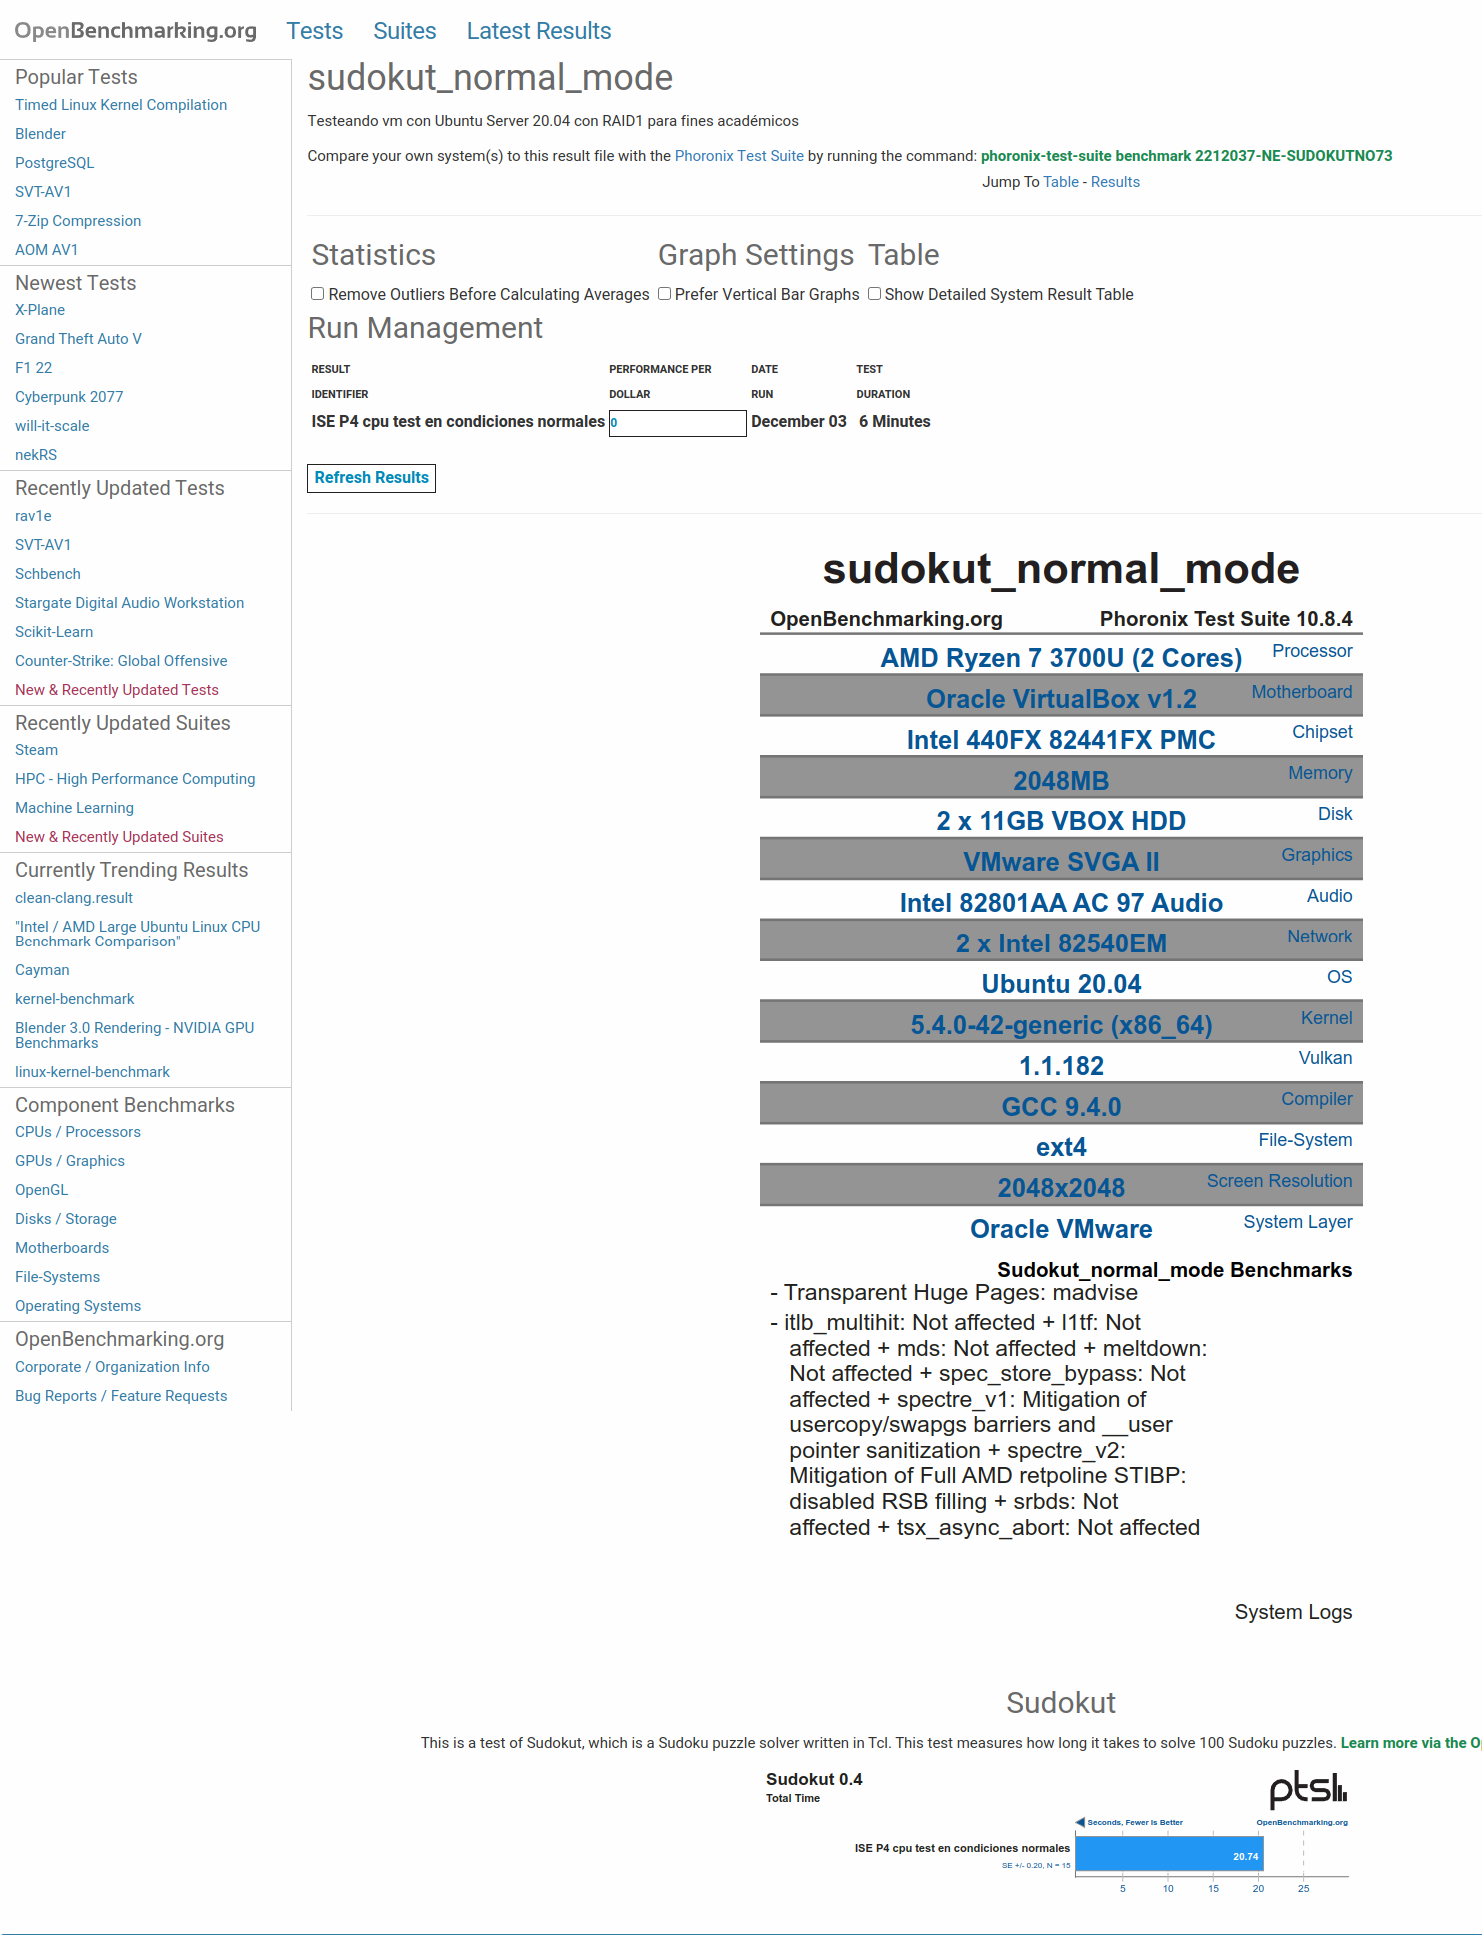 OpenBenchmarking.org
Tests
Suites
Latest Results
Popular Tests
Timed Linux Kernel Compilation
Blender
PostgreSQL
SVT-AV1
7-Zip Compression
AOM AV1
Newest Tests
X-Plane
Grand Theft Auto V
F1 22
Cyberpunk 2077
will-it-scale
nekRS
Recently Updated Tests
rav1e
SVT-AV1
Schbench
Stargate Digital Audio Workstation
Scikit-Learn
Counter-Strike: Global Offensive
New & Recently Updated Tests
Recently Updated Suites
Steam
HPC - High Performance Computing
Machine Learning
New & Recently Updated Suites
Currently Trending Results
clean-clang.result
"Intel / AMD Large Ubuntu Linux CPU
Benchmark Comparison"
Cayman
kernel-benchmark
Blender 3.0 Rendering - NVIDIA GPU
Benchmarks
linux-kernel-benchmark
Component Benchmarks
CPUs / Processors
GPUs / Graphics
OpenGL
Disks / Storage
Motherboards
File-Systems
Operating Systems
OpenBenchmarking.org
Corporate / Organization Info
Bug Reports / Feature Requests
sudokut_normal_mode
Testeando vm con Ubuntu Server 20.04 con RAID1 para fines académicos
Compare your own system(s) to this result file with the Phoronix Test Suite by running the command: phoronix-test-suite benchmark 2212037-NE-SUDOKUTNO73
Jump To Table - Results
Statistics
Graph Settings
Table
Remove Outliers Before Calculating Averages
Prefer Vertical Bar Graphs
Show Detailed System Result Table
Run Management
RESULT IDENTIFIER
PERFORMANCE PER DOLLAR
DATE RUN
TEST DURATION
ISE P4 cpu test en condiciones normales
0
December 03
6 Minutes
Refresh Results
sudokut_normal_mode
OpenBenchmarking.org
Phoronix Test Suite 10.8.4
AMD Ryzen 7 3700U (2 Cores)
Processor
Oracle VirtualBox v1.2
Motherboard
Intel 440FX 82441FX PMC
Chipset
2048MB
Memory
2 x 11GB VBOX HDD
Disk
VMware SVGA II
Graphics
Intel 82801AA AC 97 Audio
Audio
2 x Intel 82540EM
Network
Ubuntu 20.04
OS
5.4.0-42-generic (x86_64)
Kernel
1.1.182
Vulkan
GCC 9.4.0
Compiler
ext4
File-System
2048x2048
Screen Resolution
Oracle VMware
System Layer
Sudokut_normal_mode Benchmarks
- Transparent Huge Pages: madvise
- itlb_multihit: Not affected + l1tf: Not
affected + mds: Not affected + meltdown:
Not affected + spec_store_bypass: Not
affected + spectre_v1: Mitigation of
usercopy/swapgs barriers and __user
pointer sanitization + spectre_v2:
Mitigation of Full AMD retpoline STIBP:
disabled RSB filling + srbds: Not
affected + tsx_async_abort: Not affected
System Logs
Sudokut
This is a test of Sudokut, which is a Sudoku puzzle solver written in Tcl. This test measures how long it takes to solve 100 Sudoku puzzles. Learn more via the O
Sudokut 0.4
Total Time
ptsl
Seconds, Fewer Is Better
OpenBenchmarking.org
ISE P4 cpu test en condiciones normales
SE +/- 0.20, N = 15
20.74
5
10
15
20
25